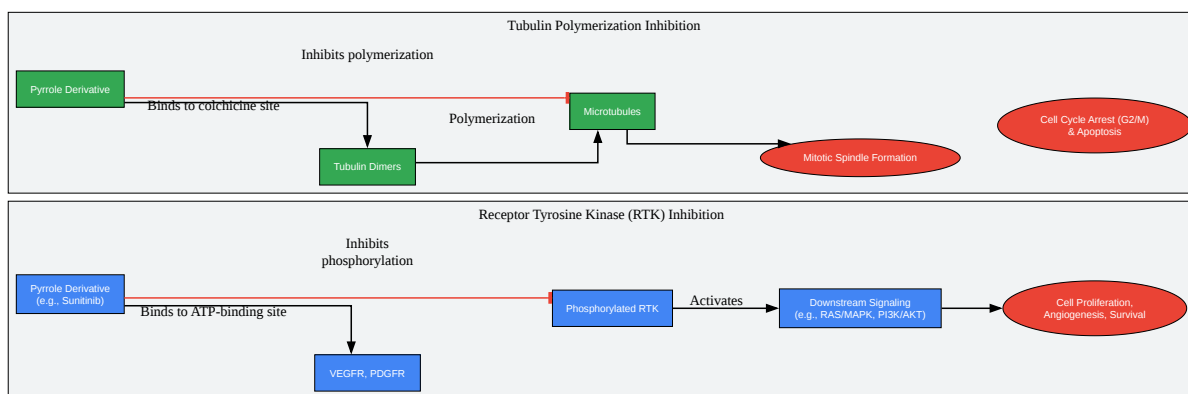 Tubulin Polymerization Inhibition
Inhibits polymerization
Pyrrole Derivative
Binds to colchicine site
Polymerization
Microtubules
Tubulin Dimers
Mitotic Spindle Formation
Cell Cycle Arrest (G2/M)
& Apoptosis
Receptor Tyrosine Kinase (RTK) Inhibition
Inhibits
phosphorylation
Pyrrole Derivative
(e.g., Sunitinib)
Binds to ATP-binding site
Phosphorylated RTK
Activates
Downstream Signaling
(e.g., RAS/MAPK, PI3K/AKT)
Cell Proliferation,
Angiogenesis, Survival
VEGFR, PDGFR